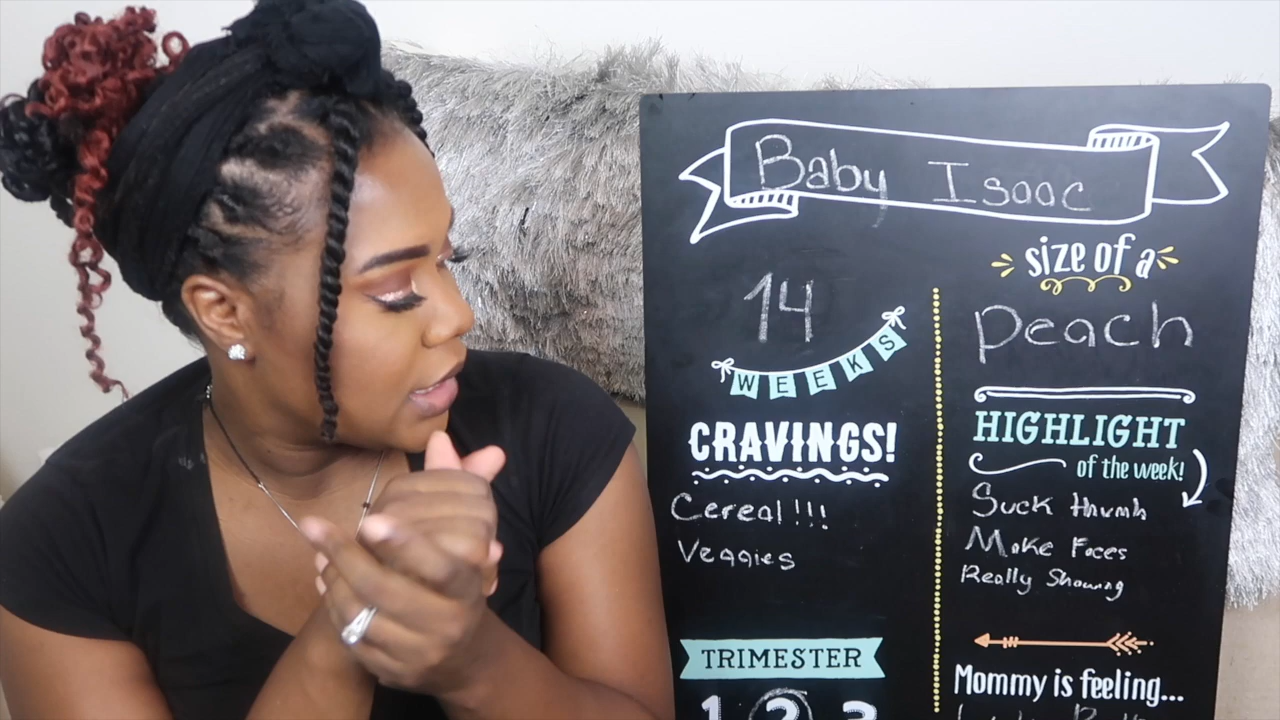 Baby Isaac
14
WEEKS
CRAVINGS!
Cereal!!!
Veggies
TRIMESTER
1 2 3
size of a
Peach
HIGHLIGHT
of the week!
Suck thumb
Make Faces
Really Showing
Mommy is feeling...